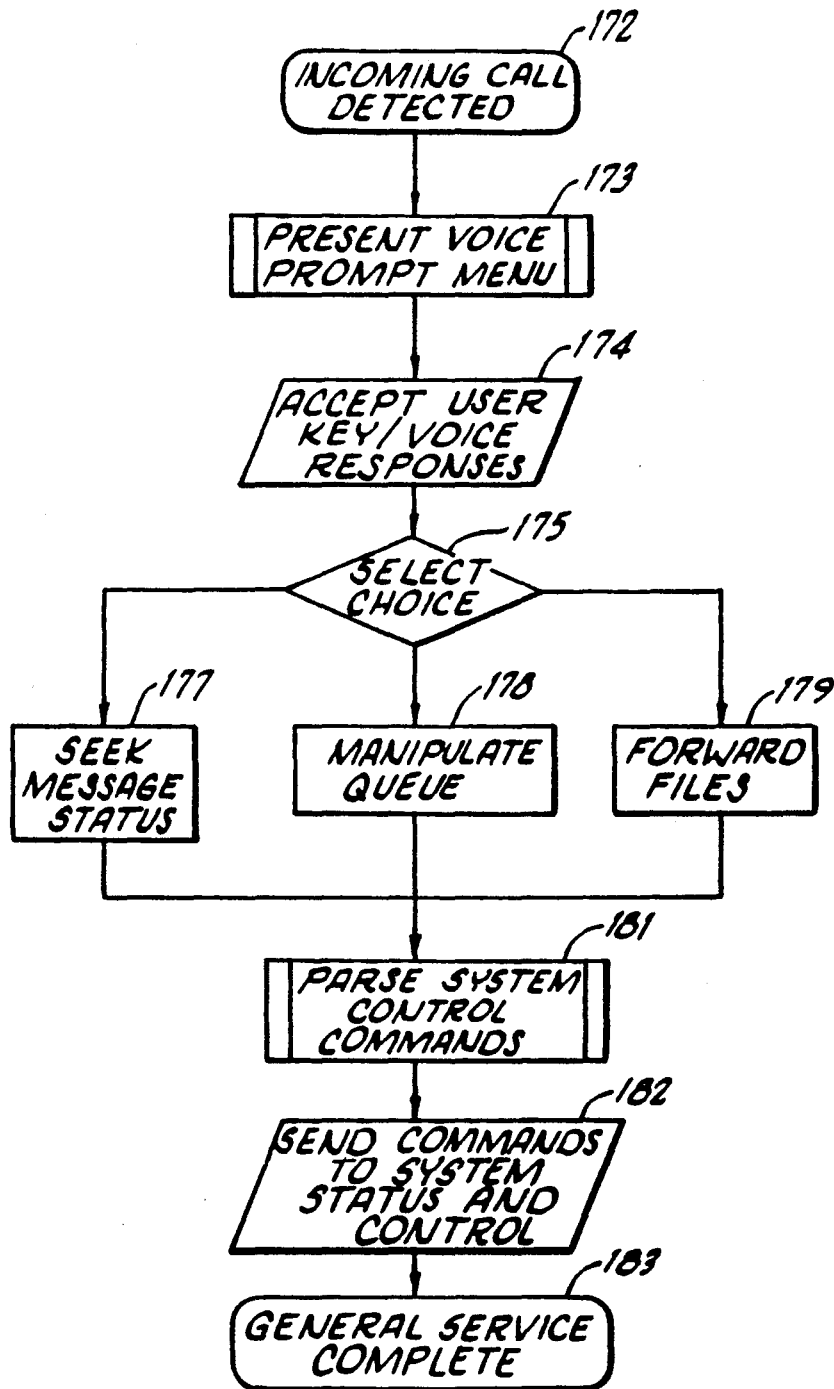 172
INCOMING CALL
DETECTED
173
PRESENT VOICE
PROMPT MENU
174
ACCEPT USER
KEY/VOICE
RESPONSES
175
SELECT
CHOICE
177
SEEK
MESSAGE
STATUS
178
MANIPULATE
QUEUE
179
FORWARD
FILES
181
PARSE SYSTEM
CONTROL
COMMANDS
182
SEND COMMANDS
TO SYSTEM
STATUS AND
CONTROL
183
GENERAL SERVICE
COMPLETE